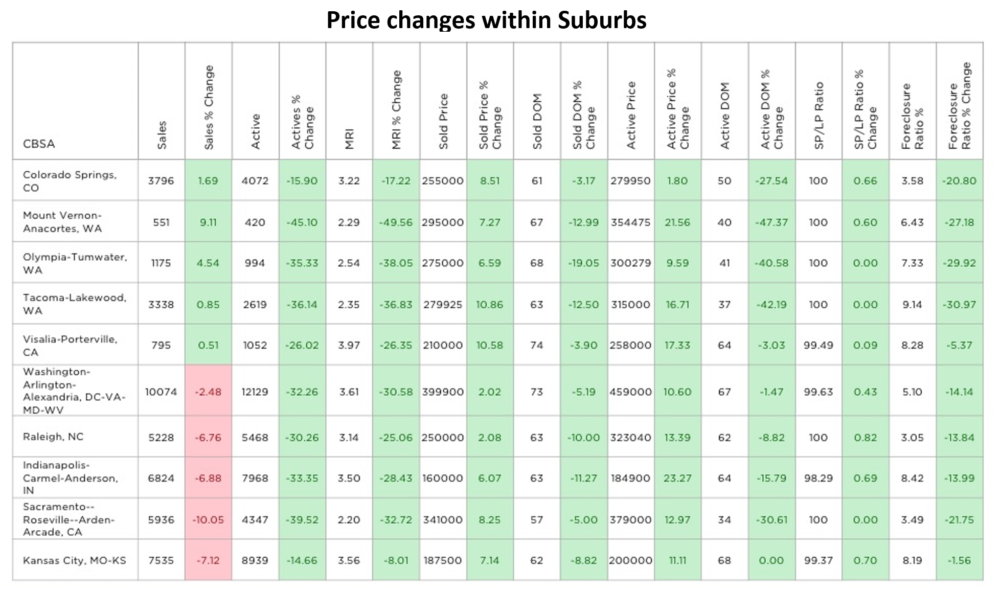 Price changes within Suburbs
CBSA
Sales
Sales % Change
Active
Actives %
Change
MRI
MRI % Change
Sold Price
Sold Price %
Change
Sold DOM
Sold DOM %
Change
Active Price
Active Price %
Change
Active DOM
Active DOM %
Change
SP/LP Ratio
SP/LP Ratio %
Change
Foreclosure
Ratio %
Foreclosure
Ratio % Change
Colorado Springs,
CO
3796 1.69 4072 -15.90 3.22 -17.22 255000 8.51 61 -3.17 279950 1.80 50 -27.54 100 0.66 3.58 -20.80
Mount Vernon-
Anacortes, WA
551 9.11 420 -45.10 2.29 -49.56 295000 7.27 67 -12.99 354475 21.56 40 -47.37 100 0.60 6.43 -27.18
Olympia-Tumwater,
WA
1175 4.54 994 -35.33 2.54 -38.05 275000 6.59 68 -19.05 300279 9.59 41 -40.58 100 0.00 7.33 -29.92
Tacoma-Lakewood,
WA
3338 0.85 2619 -36.14 2.35 -36.83 279925 10.86 63 -12.50 315000 16.71 37 -42.19 100 0.00 9.14 -30.97
Visalia-Porterville,
CA
795 0.51 1052 -26.02 3.97 -26.35 210000 10.58 74 -3.90 258000 17.33 64 -3.03 99.49 0.09 8.28 -5.37
Washington-
Arlington-
Alexandria, DC-VA-
MD-WV
10074 -2.48 12129 -32.26 3.61 -30.58 399900 2.02 73 -5.19 459000 10.60 67 -1.47 99.63 0.43 5.10 -14.14
Raleigh, NC 5228 -6.76 5468 -30.26 3.14 -25.06 250000 2.08 63 -10.00 323040 13.39 62 -8.82 100 0.82 3.05 -13.84
Indianapolis-
Carmel-Anderson,
IN
6824 -6.88 7968 -33.35 3.50 -28.43 160000 6.07 63 -11.27 184900 23.27 64 -15.79 98.29 0.69 8.42 -13.99
Sacramento--
Roseville--Arden-
Arcade, CA
5936 -10.05 4347 -39.52 2.20 -32.72 341000 8.25 57 -5.00 379000 12.97 34 -30.61 100 0.00 3.49 -21.75
Kansas City, MO-KS 7535 -7.12 8939 -14.66 3.56 -8.01 187500 7.14 62 -8.82 200000 11.11 68 0.00 99.37 0.70 8.19 -1.56